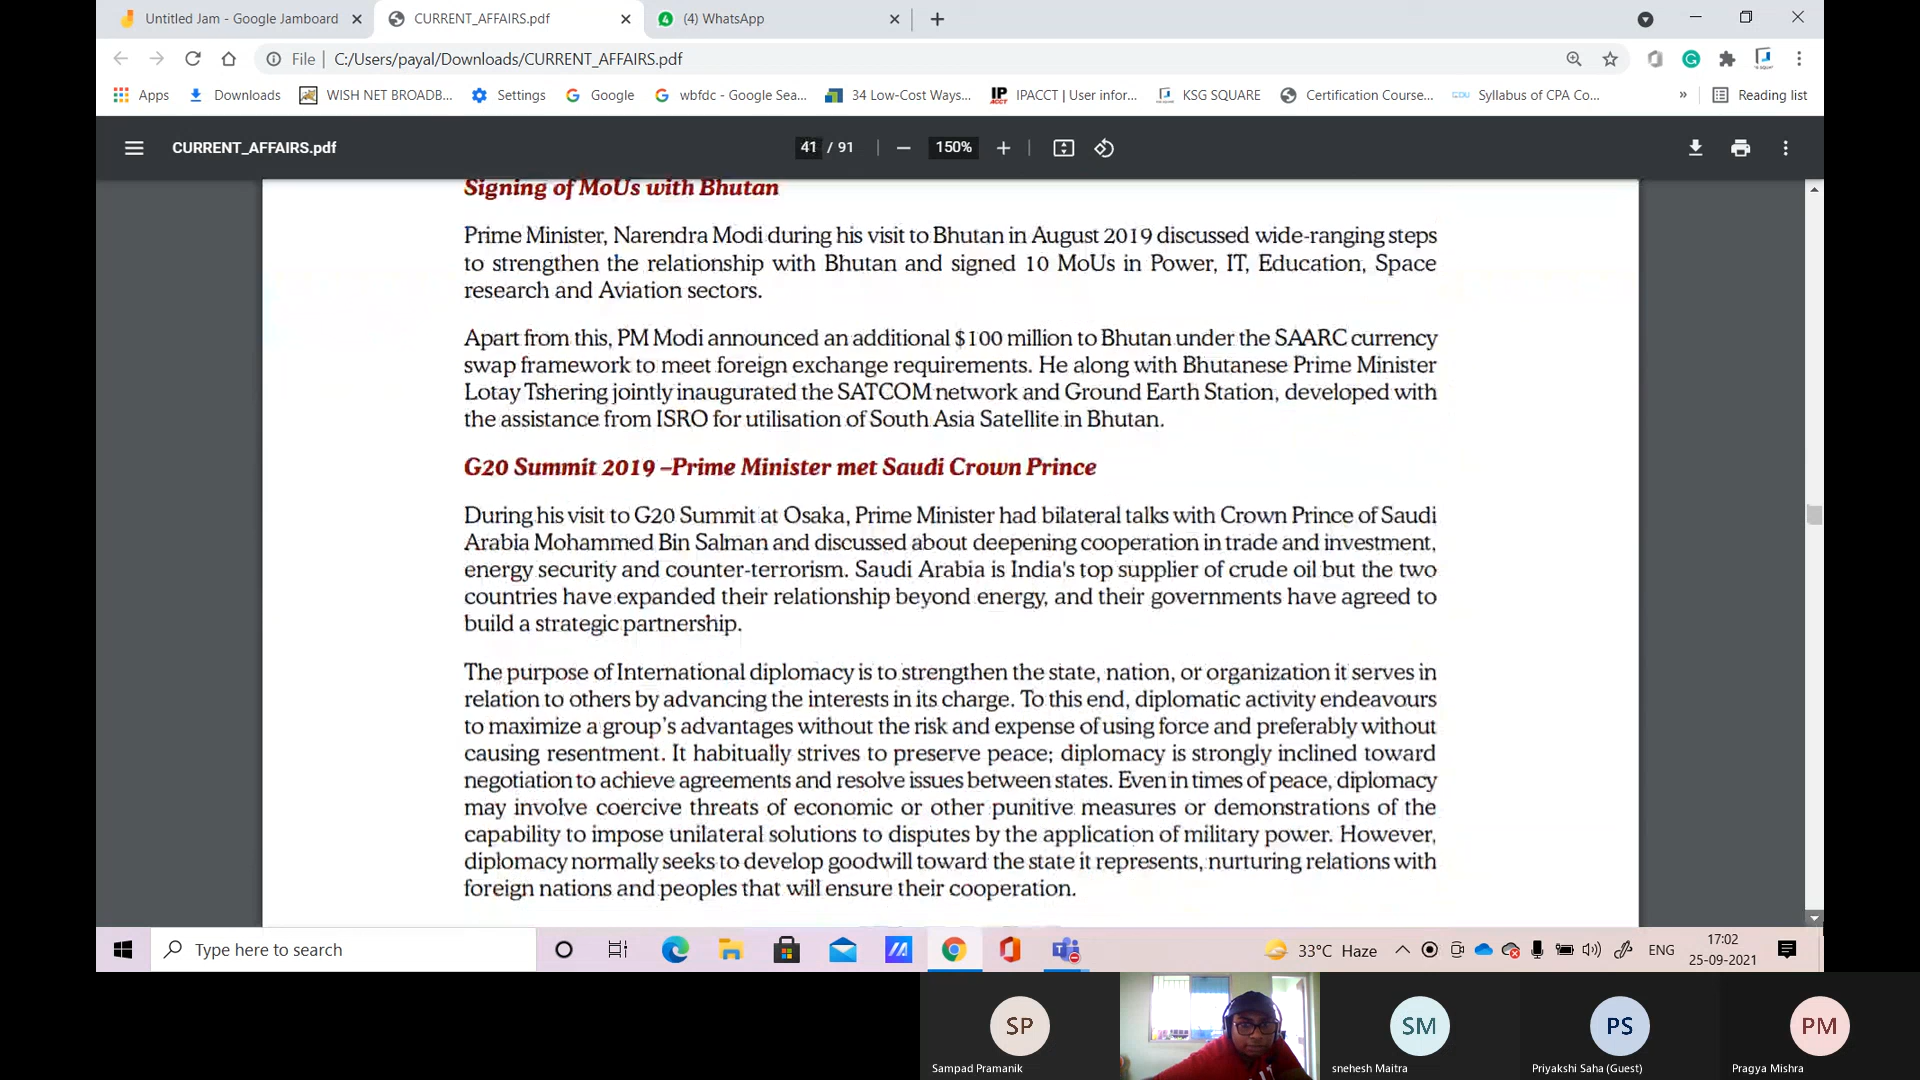 Untitled Jam - Google Jamboard
CURRENT_AFFAIRS.pdf
(4) WhatsApp
File | C:/Users/payal/Downloads/CURRENT_AFFAIRS.pdf
Apps
Downloads
WISH NET BROADB...
Settings
Google
wbfdc - Google Sea...
34 Low-Cost Ways...
IPACCT | User infor...
KSG SQUARE
Certification Course...
Syllabus of CPA Co...
»
Reading list
CURRENT_AFFAIRS.pdf
41 / 91
150%
Signing of MoUs with Bhutan
Prime Minister, Narendra Modi during his visit to Bhutan in August 2019 discussed wide-ranging steps
to strengthen the relationship with Bhutan and signed 10 MoUs in Power, IT, Education, Space
research and Aviation sectors.
Apart from this, PM Modi announced an additional $100 million to Bhutan under the SAARC currency
swap framework to meet foreign exchange requirements. He along with Bhutanese Prime Minister
Lotay Tshering jointly inaugurated the SATCOM network and Ground Earth Station, developed with
the assistance from ISRO for utilisation of South Asia Satellite in Bhutan.
G20 Summit 2019 –Prime Minister met Saudi Crown Prince
During his visit to G20 Summit at Osaka, Prime Minister had bilateral talks with Crown Prince of Saudi
Arabia Mohammed Bin Salman and discussed about deepening cooperation in trade and investment,
energy security and counter-terrorism. Saudi Arabia is India's top supplier of crude oil but the two
countries have expanded their relationship beyond energy, and their governments have agreed to
build a strategic partnership.
The purpose of International diplomacy is to strengthen the state, nation, or organization it serves in
relation to others by advancing the interests in its charge. To this end, diplomatic activity endeavours
to maximize a group's advantages without the risk and expense of using force and preferably without
causing resentment. It habitually strives to preserve peace; diplomacy is strongly inclined toward
negotiation to achieve agreements and resolve issues between states. Even in times of peace, diplomacy
may involve coercive threats of economic or other punitive measures or demonstrations of the
capability to impose unilateral solutions to disputes by the application of military power. However,
diplomacy normally seeks to develop goodwill toward the state it represents, nurturing relations with
foreign nations and peoples that will ensure their cooperation.
Type here to search
33°C Haze
ENG
17:02
25-09-2021
SP
SM
PS
PM
Sampad Pramanik
snehesh Maitra
Priyakshi Saha (Guest)
Pragya Mishra